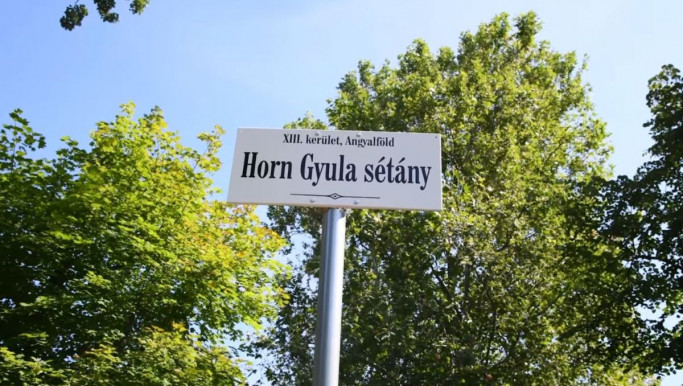 XIII. kerület, Angyalföld
Horn Gyula sétány